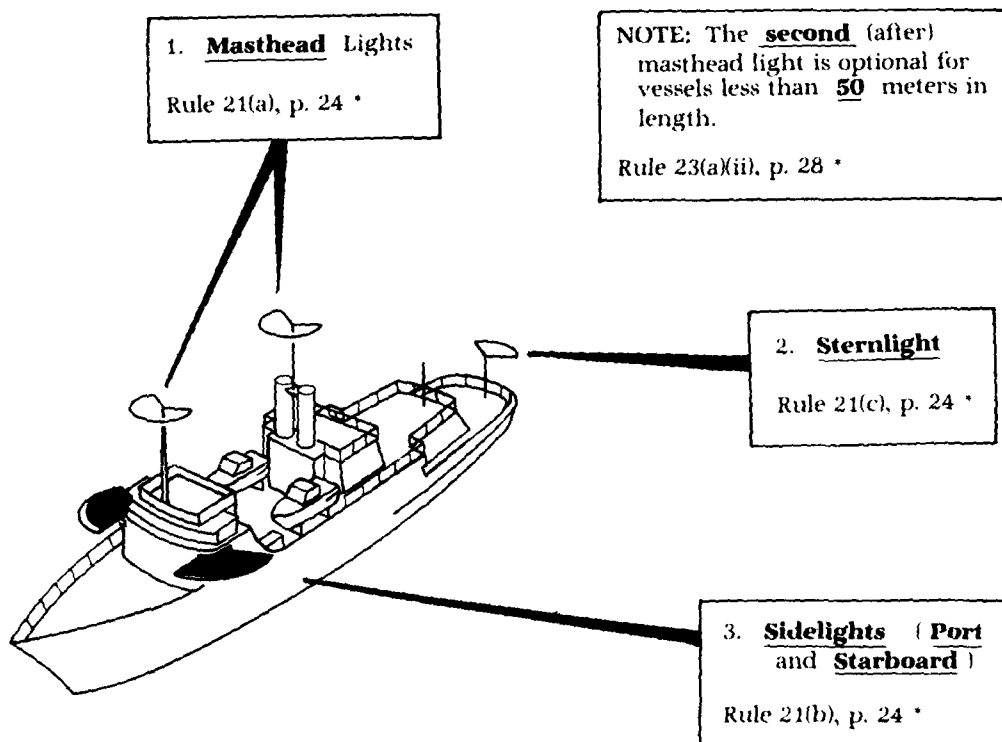 1. Masthead Lights
Rule 21(a), p. 24 *
NOTE: The second (after)
masthead light is optional for
vessels less than 50 meters in
length.
Rule 23(a)(ii), p. 28 *
2. Sternlight
Rule 21(c), p. 24 *
3. Sidelights (Port
and Starboard)
Rule 21(b), p. 24 *